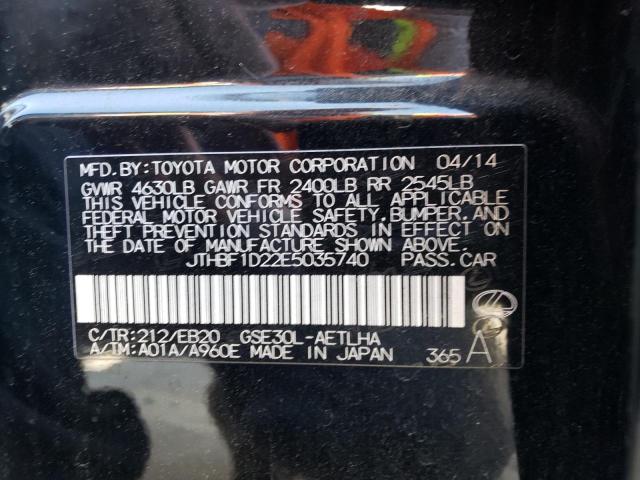 MFD.BY:TOYOTA MOTOR CORPORATION 04/14
GVWR 4630LB GAWR FR 2400LB RR 2545LB
THIS VEHICLE CONFORMS TO ALL APPLICABLE
FEDERAL MOTOR VEHICLE SAFETY,BUMPER,AND
THEFT PREVENTION STANDARDS IN EFFECT ON
THE DATE OF MANUFACTURE SHOWN ABOVE.
JTHBF1D22E5035740 PASS.CAR
C/TR:212/EB20 GSE30L-AETLHA
A/TM:A01A/A960E MADE IN JAPAN 365 A